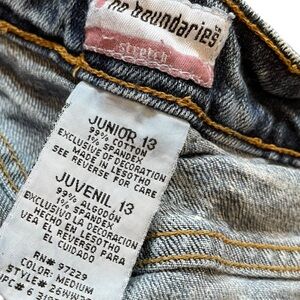 no boundaries
stretch
JUNIOR 13
99% COTTON
1% SPANDEX
EXCLUSIVE OF DECORATION
MADE IN LESOTHO
SEE REVERSE FOR CARE
JUVENIL 13
99% ALGODÓN
1% SPANDEX
EXCLUSIVO DE DECORACIÓN
HECHO EN LESOTHO
VEA EL REVERSO PARA
EL CUIDADO
RN# 97229
COLOR: MEDIUM
STYLE#